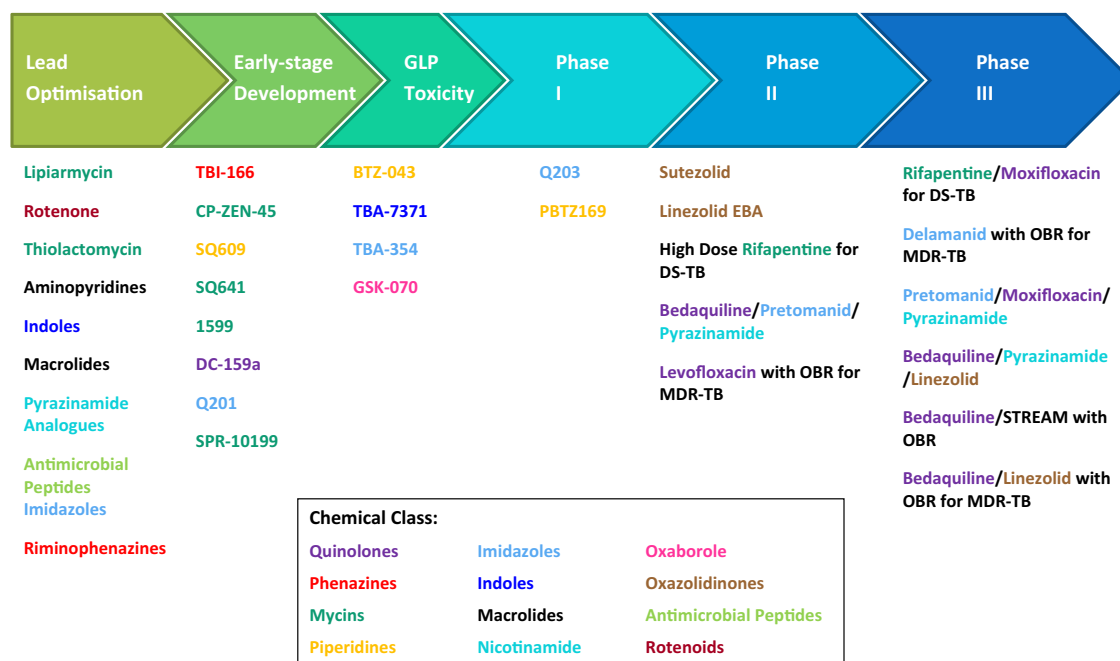 Lead
Optimisation
Early-stage
Development
GLP
Toxicity
Phase
I
Phase
II
Phase
III
Lipiarmycin
Rotenone
Thiolactomycin
Aminopyridines
Indoles
Macrolides
Pyrazinamide
Analogues
Antimicrobial
Peptides
Imidazoles
Riminophenazines
TBI-166
CP-ZEN-45
SQ609
SQ641
1599
DC-159a
Q201
SPR-10199
BTZ-043
TBA-7371
TBA-354
GSK-070
Q203
PBTZ169
Sutezolid
Linezolid EBA
High Dose Rifapentine for
DS-TB
Bedaquiline/Pretomanid/
Pyrazinamide
Levofloxacin with OBR for
MDR-TB
Rifapentine/Moxifloxacin
for DS-TB
Delamanid with OBR for
MDR-TB
Pretomanid/Moxifloxacin/
Pyrazinamide
Bedaquiline/Pyrazinamide
/Linezolid
Bedaquiline/STREAM with
OBR
Bedaquiline/Linezolid with
OBR for MDR-TB
Chemical Class:
Quinolones
Phenazines
Mycins
Piperidines
Imidazoles
Indoles
Macrolides
Nicotinamide
Oxaborole
Oxazolidinones
Antimicrobial Peptides
Rotenoids